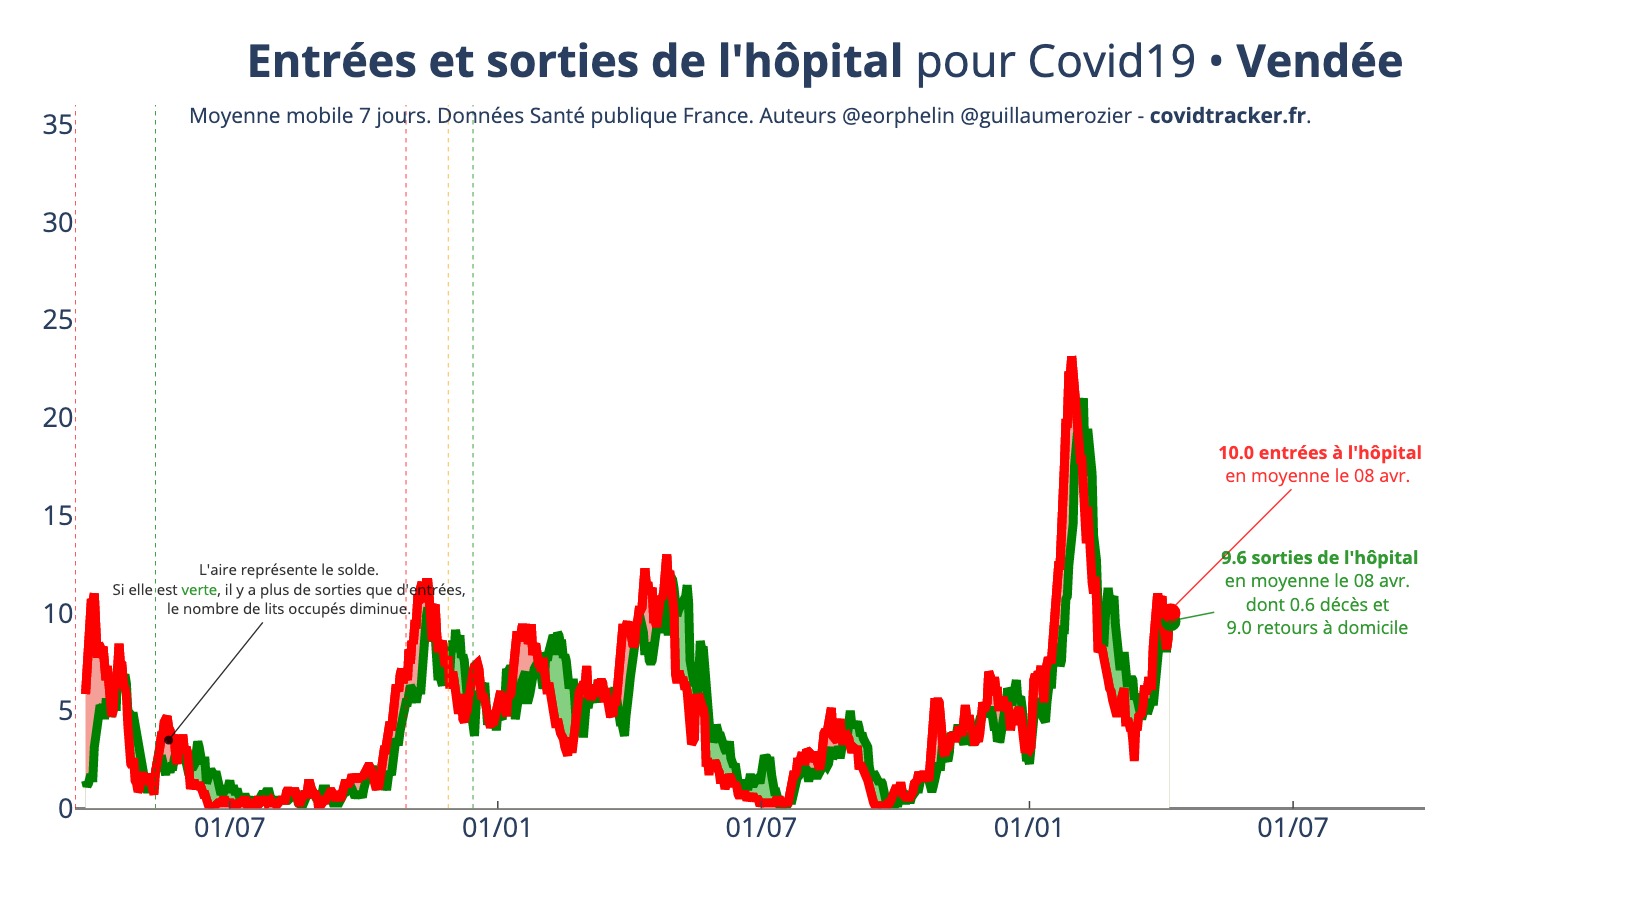 Entrées et sorties de l'hôpital pour Covid19 • Vendée
Moyenne mobile 7 jours. Données Santé publique France. Auteurs @eorphelin @guillaumerozier - covidtracker.fr.
35
30
25
20
15
10
5
0
10.0 entrées à l'hôpital
en moyenne le 08 avr.
9.6 sorties de l'hôpital
en moyenne le 08 avr.
dont 0.6 décès et
9.0 retours à domicile
L'aire représente le solde.
Si elle est verte, il y a plus de sorties que d'entrées,
le nombre de lits occupés diminue.
01/07
01/01
01/07
01/01
01/07